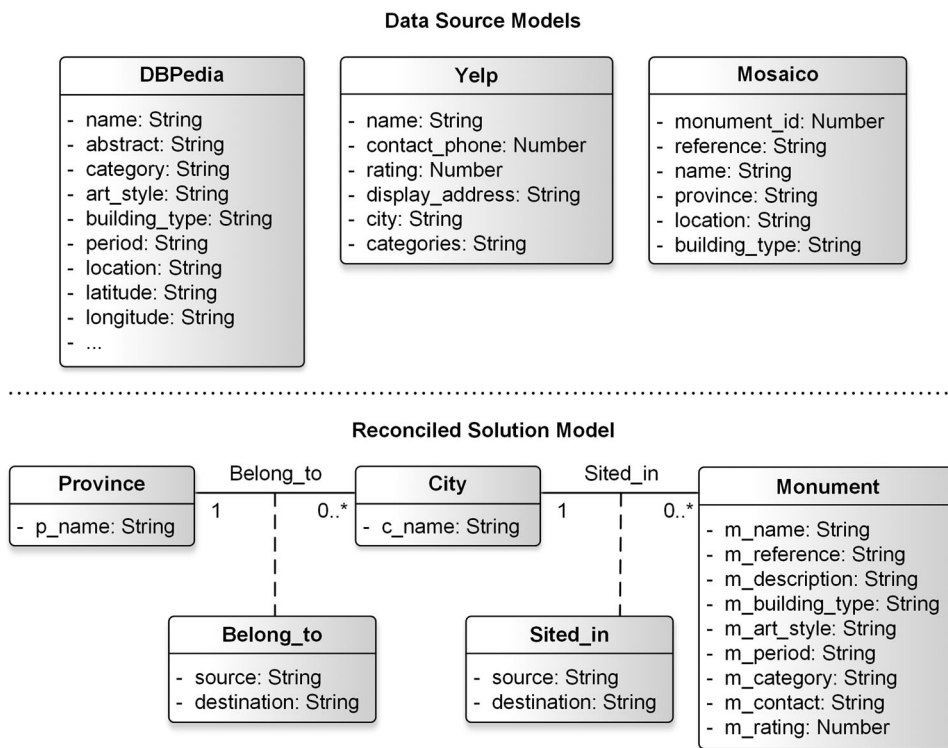 Data Source Models
DBPedia
- name: String
- abstract: String
- category: String
- art_style: String
- building_type: String
- period: String
- location: String
- latitude: String
- longitude: String
- ...
Yelp
- name: String
- contact_phone: Number
- rating: Number
- display_address: String
- city: String
- categories: String
Mosaico
- monument_id: Number
- reference: String
- name: String
- province: String
- location: String
- building_type: String
Reconciled Solution Model
Province
- p_name: String
Belong_to
1 0..*
City
- c_name: String
Sited_in
1 0..*
Monument
- m_name: String
- m_reference: String
- m_description: String
- m_building_type: String
- m_art_style: String
- m_period: String
- m_category: String
- m_contact: String
- m_rating: Number
Belong_to
- source: String
- destination: String
Sited_in
- source: String
- destination: String